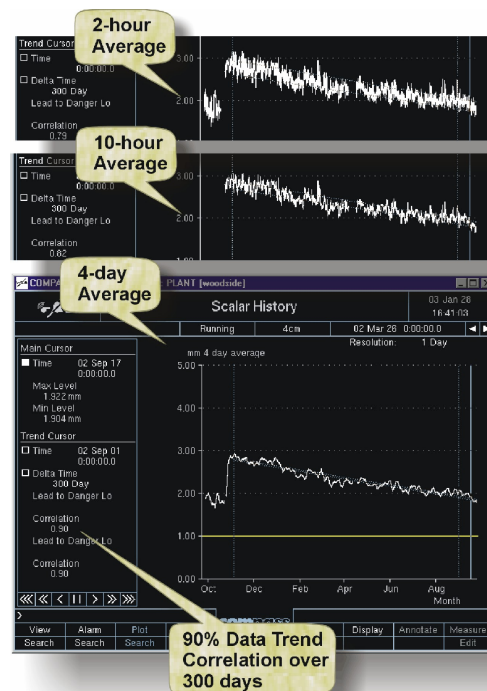 2-hour
Average
Trend Cursor
Time
0:00:00.0
Delta Time
300 Day
Lead to Danger Lo
Correlation
0.79
3.00
2.00
10-hour
Average
Trend Cursor
Time
0:00:00.0
Delta Time
300 Day
Lead to Danger Lo
Correlation
0.82
3.00
2.00
4-day
Average
PLANT [woodside]
Scalar History
03 Jan 28
16:41:03
Running 4cm 02 Mar 26 0:00:00.0
Resolution: 1 Day
Main Cursor
Time 02 Sep 17
0:00:00.0
Max Level
1.922 mm
Min Level
1.904 mm
Trend Cursor
Time 02 Sep 01
0:00:00.0
Delta Time
300 Day
Lead to Danger Lo
Correlation
0.90
Lead to Danger Lo
Correlation
0.90
mm 4 day average
5.00
4.00
3.00
2.00
1.00
0.00
Oct Dec Feb Apr Jun Aug
Month
View Alarm Plot Display Annotate Measure
Search Search Search Edit
90% Data Trend
Correlation over
300 days